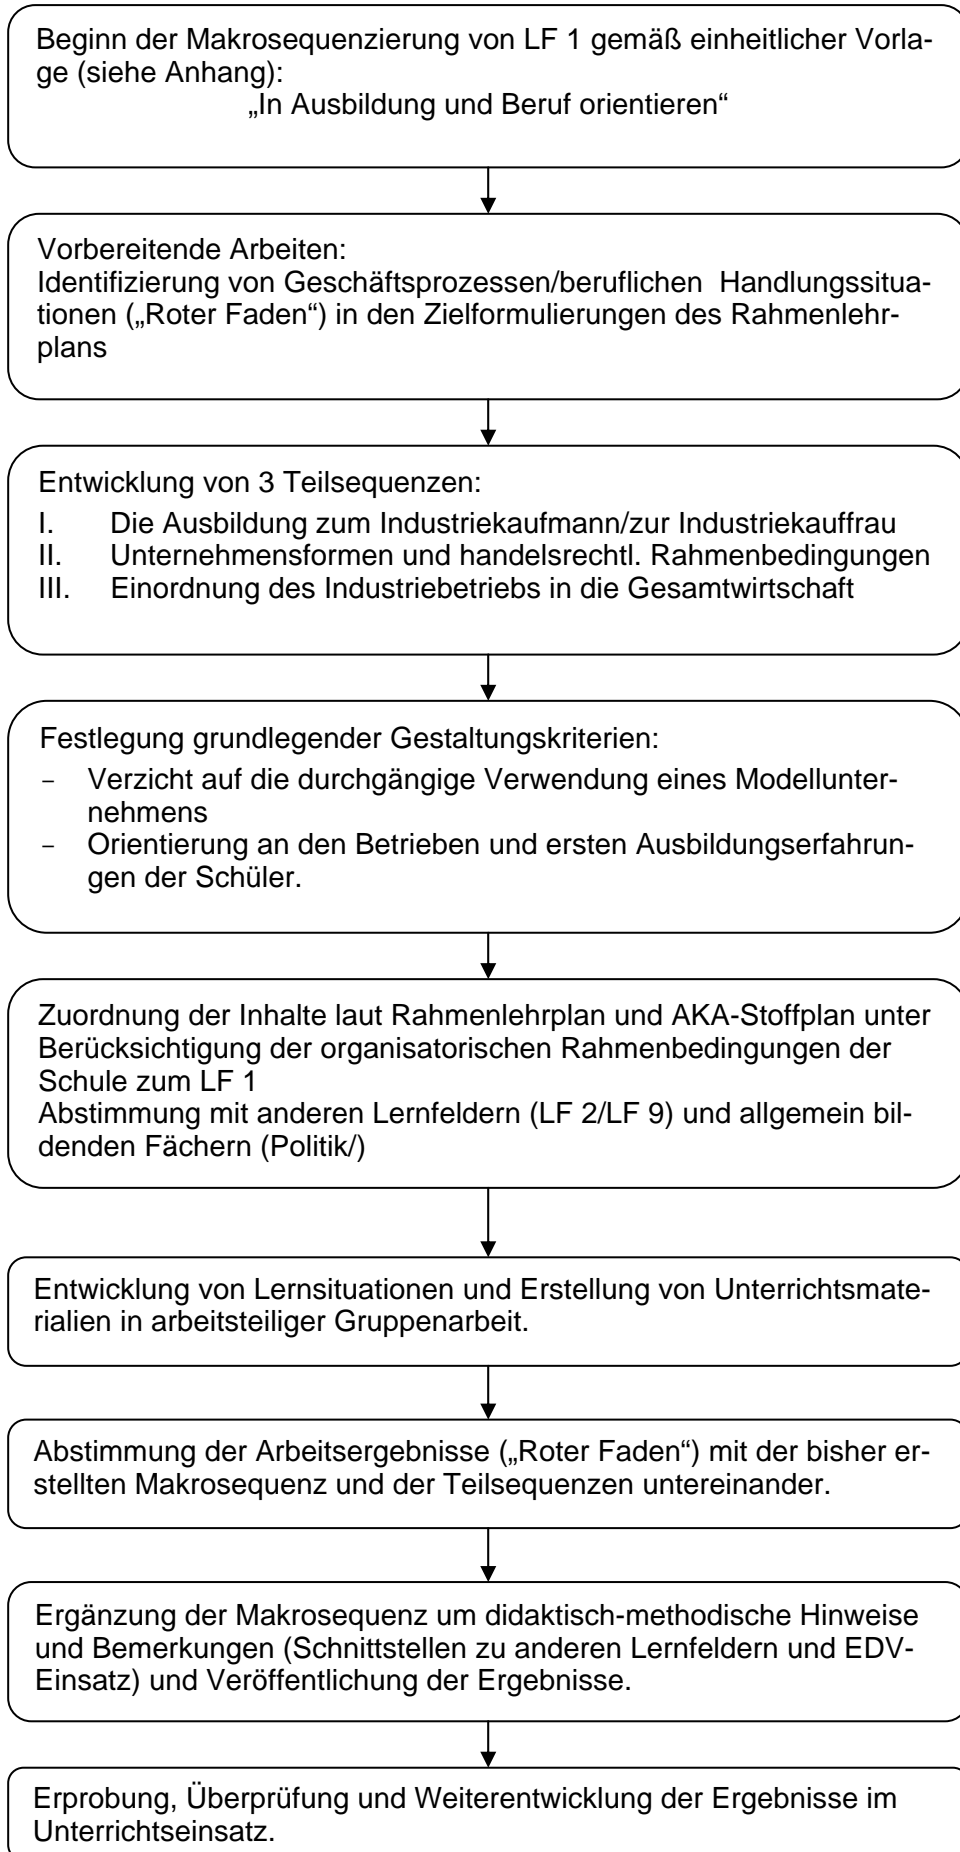 Beginn der Makrosequenzierung von LF 1 gemäß einheitlicher Vorla-
ge (siehe Anhang):
„In Ausbildung und Beruf orientieren“
Vorbereitende Arbeiten:
Identifizierung von Geschäftsprozessen/beruflichen Handlungssitua-
tionen („Roter Faden“) in den Zielformulierungen des Rahmenlehr-
plans
Entwicklung von 3 Teilsequenzen:
I. Die Ausbildung zum Industriekaufmann/zur Industriekauffrau
II. Unternehmensformen und handelsrechtl. Rahmenbedingungen
III. Einordnung des Industriebetriebs in die Gesamtwirtschaft
Festlegung grundlegender Gestaltungskriterien:
- Verzicht auf die durchgängige Verwendung eines Modellunter-
nehmens
- Orientierung an den Betrieben und ersten Ausbildungserfahrun-
gen der Schüler.
Zuordnung der Inhalte laut Rahmenlehrplan und AKA-Stoffplan unter
Berücksichtigung der organisatorischen Rahmenbedingungen der
Schule zum LF 1
Abstimmung mit anderen Lernfeldern (LF 2/LF 9) und allgemein bil-
denden Fächern (Politik/)
Entwicklung von Lernsituationen und Erstellung von Unterrichtsmate-
rialien in arbeitsteiliger Gruppenarbeit.
Abstimmung der Arbeitsergebnisse („Roter Faden“) mit der bisher er-
stellten Makrosequenz und der Teilsequenzen untereinander.
Ergänzung der Makrosequenz um didaktisch-methodische Hinweise
und Bemerkungen (Schnittstellen zu anderen Lernfeldern und EDV-
Einsatz) und Veröffentlichung der Ergebnisse.
Erprobung, Überprüfung und Weiterentwicklung der Ergebnisse im
Unterrichtseinsatz.